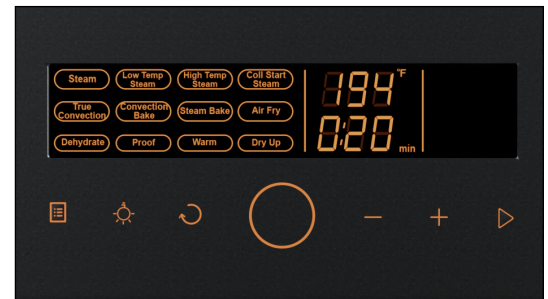 Steam
Low Temp
Steam
High Temp
Steam
Coll Start
Steam
True
Convection
Convection
Bake
Steam Bake
Air Fry
Dehydrate
Proof
Warm
Dry Up
194 °F
0:20 min